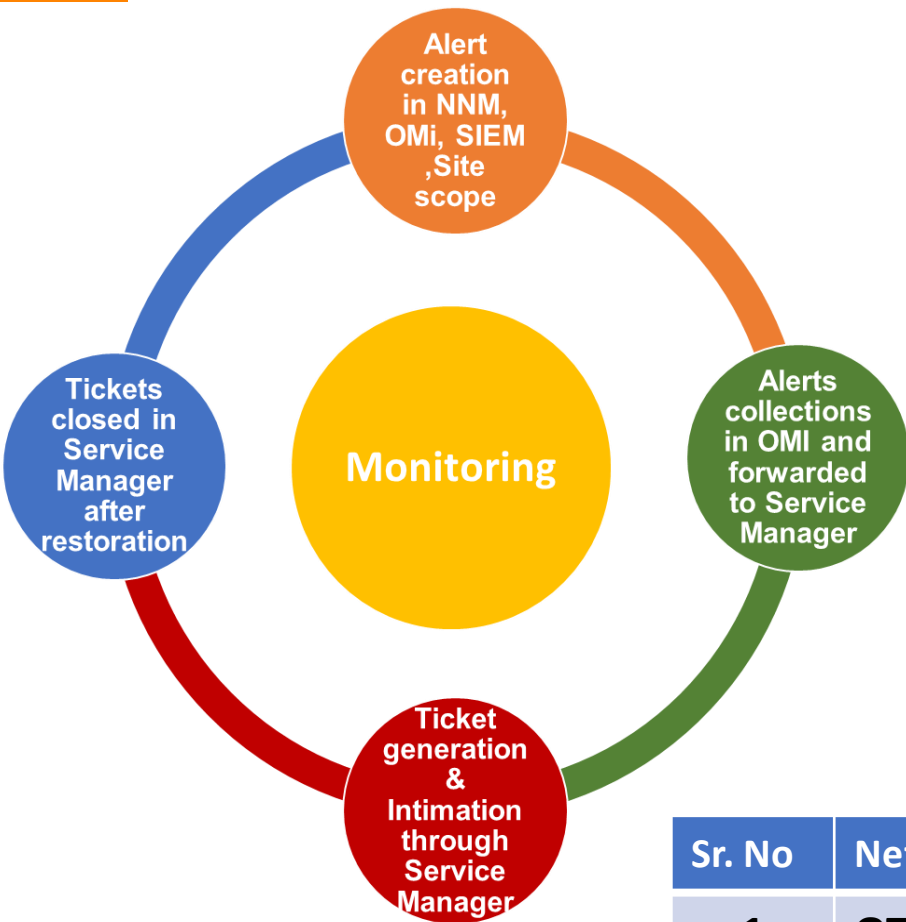 Alert
creation
in NNM,
OMi, SIEM
,Site
scope
Alerts
collections
in OMI and
forwarded
to Service
Manager
Monitoring
Tickets
closed in
Service
Manager
after
restoration
Ticket
generation
&
Intimation
through
Service
Manager
Sr. No